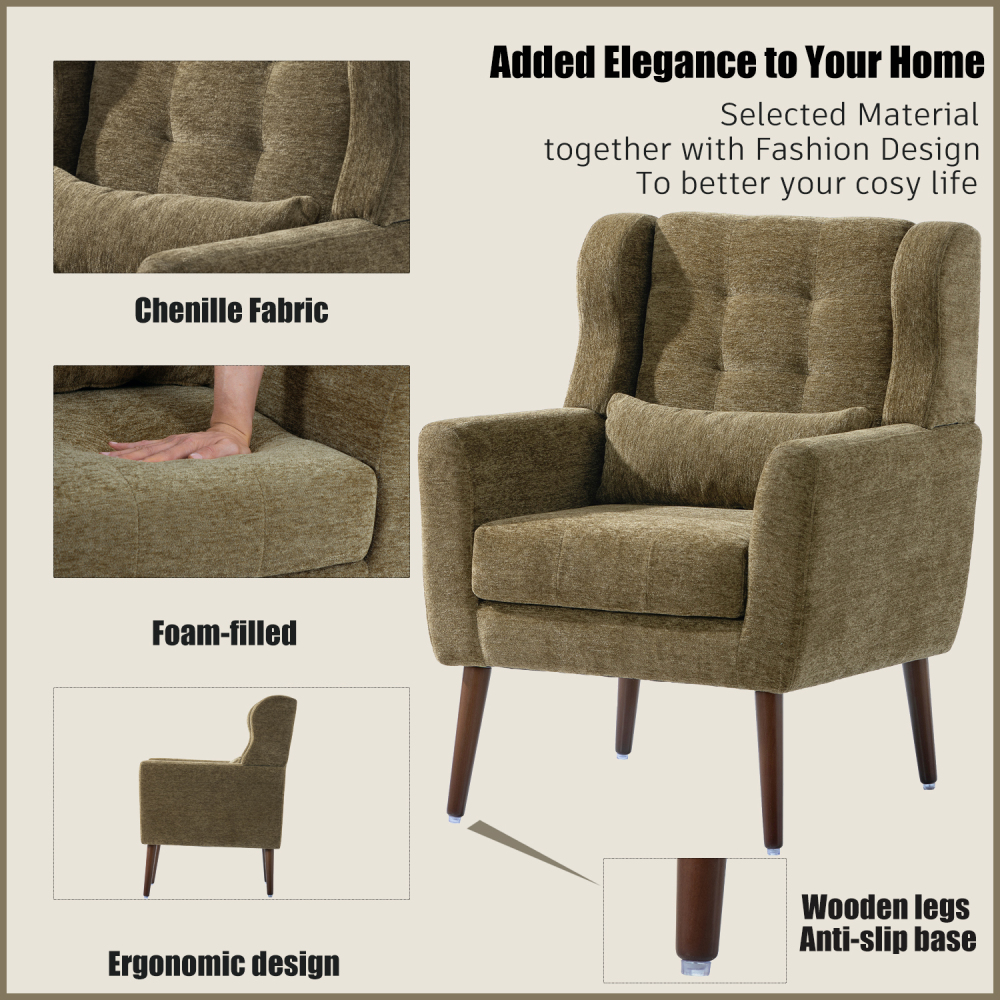 Added Elegance to Your Home
Selected Material
together with Fashion Design
To better your cosy life
Chenille Fabric
Foam-filled
Ergonomic design
Wooden legs
Anti-slip base